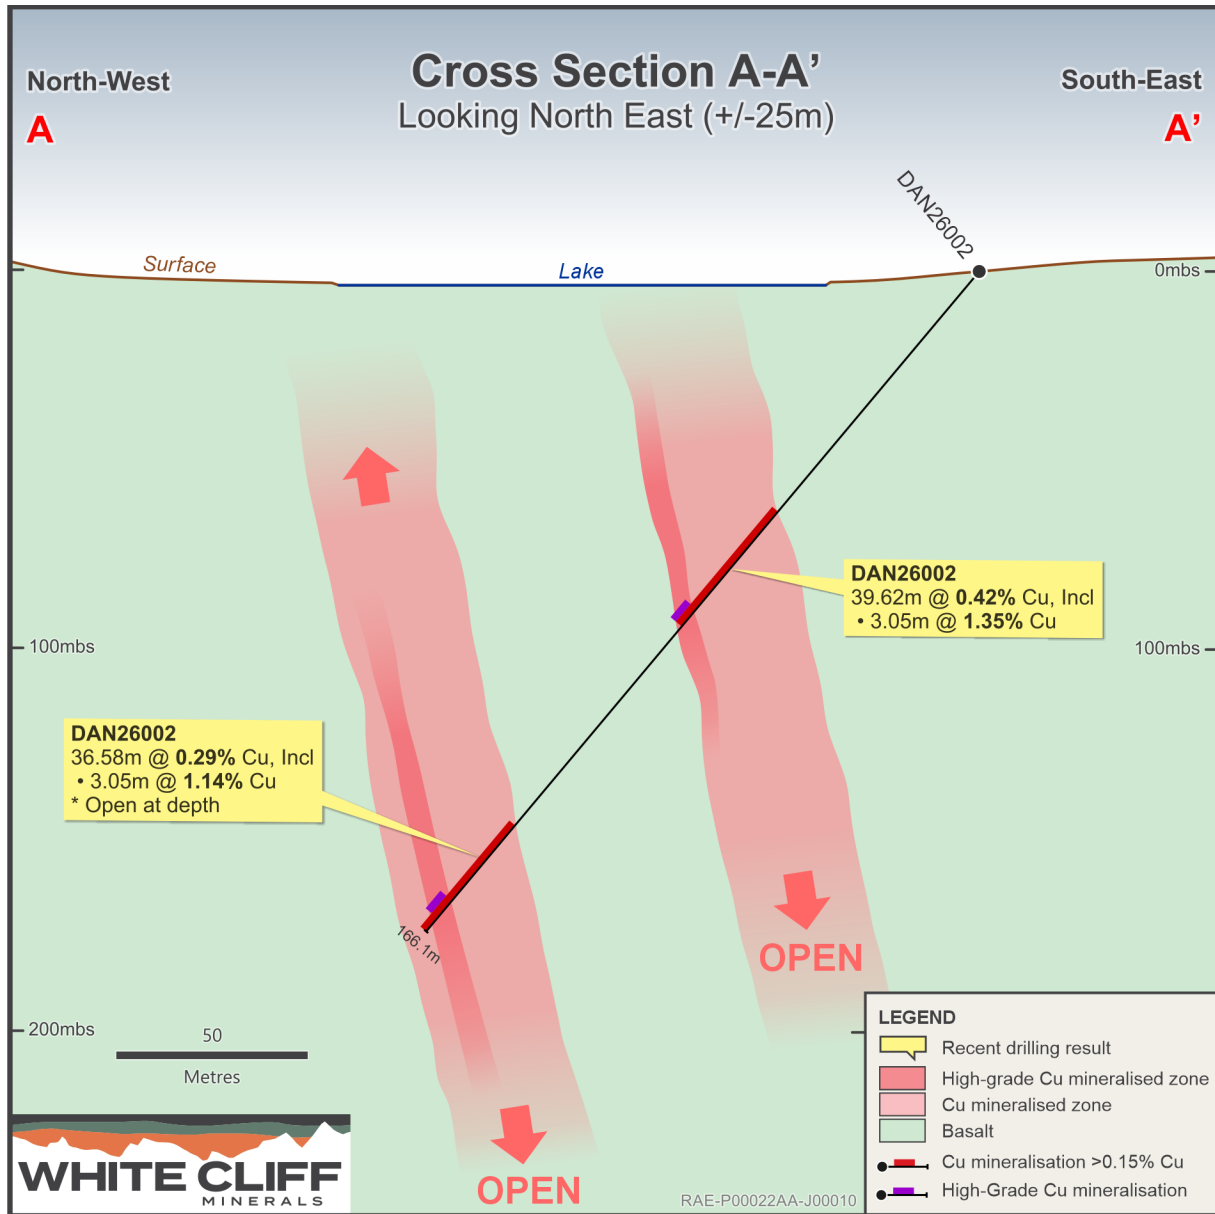 Cross Section A-A’
Looking North East (+/-25m)
North-West
A
South-East
A’
DAN26002
Surface
Lake
0mbs
DAN26002
39.62m @ 0.42% Cu, Incl
• 3.05m @ 1.35% Cu
100mbs
100mbs
DAN26002
36.58m @ 0.29% Cu, Incl
• 3.05m @ 1.14% Cu
* Open at depth
166.1m
OPEN
200mbs
50
Metres
OPEN
LEGEND
Recent drilling result
High-grade Cu mineralised zone
Cu mineralised zone
Basalt
Cu mineralisation >0.15% Cu
High-Grade Cu mineralisation
WHITE CLIFF
MINERALS
RAE-P00022AA-J00010